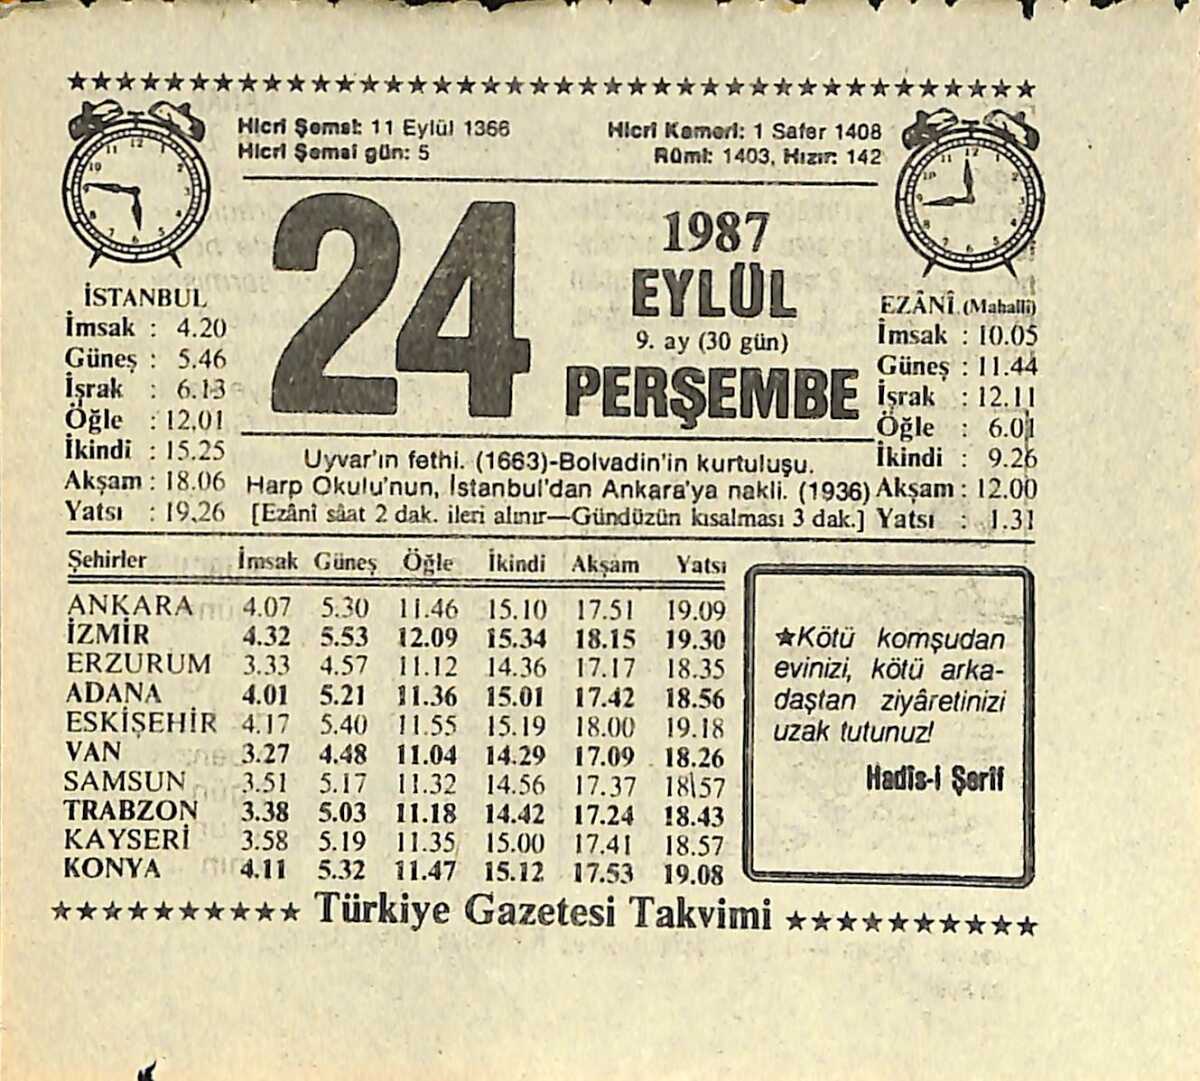 Hicri Şemsi: 11 Eylül 1366
Hicri Şemsi gün: 5
Hicri Kameri: 1 Safer 1408
Rûmî: 1403, Hızır: 142
24
1987
EYLÜL
9. ay (30 gün)
PERŞEMBE
İSTANBUL
İmsak : 4.20
Güneş : 5.46
İşrak : 6.13
Öğle : 12.01
İkindi : 15.25
Akşam : 18.06
Yatsı : 19.26
EZÂNÎ (Mahallî)
İmsak : 10.05
Güneş : 11.44
İşrak : 12.11
Öğle : 6.01
İkindi : 9.26
Akşam : 12.00
Yatsı : 1.31
Uyvar'ın fethi. (1663)-Bolvadin'in kurtuluşu.
Harp Okulu'nun, İstanbul'dan Ankara'ya nakli. (1936)
[Ezânî sâat 2 dak. ileri alınır—Gündüzün kısalması 3 dak.]
Şehirler İmsak Güneş Öğle İkindi Akşam Yatsı
ANKARA 4.07 5.30 11.46 15.10 17.51 19.09
İZMİR 4.32 5.53 12.09 15.34 18.15 19.30
ERZURUM 3.33 4.57 11.12 14.36 17.17 18.35
ADANA 4.01 5.21 11.36 15.01 17.42 18.56
ESKİŞEHİR 4.17 5.40 11.55 15.19 18.00 19.18
VAN 3.27 4.48 11.04 14.29 17.09 18.26
SAMSUN 3.51 5.17 11.32 14.56 17.37 18.57
TRABZON 3.38 5.03 11.18 14.42 17.24 18.43
KAYSERİ 3.58 5.19 11.35 15.00 17.41 18.57
KONYA 4.11 5.32 11.47 15.12 17.53 19.08
★Kötü komşudan
evinizi, kötü arka-
daştan ziyâretinizi
uzak tutunuz!
Hadîs-i Şerîf
Türkiye Gazetesi Takvimi